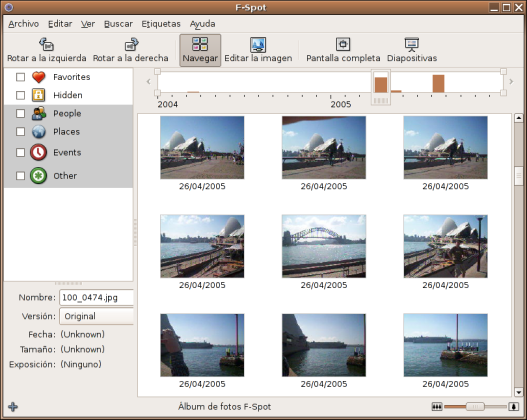 F-Spot
Archivo Editar Ver Buscar Etiquetas Ayuda
Rotar a la izquierda Rotar a la derecha Navegar Editar la imagen Pantalla completa Diapositivas
Favorites
Hidden
People
Places
Events
Other
2004 2005
26/04/2005 26/04/2005 26/04/2005
26/04/2005 26/04/2005 26/04/2005
26/04/2005 26/04/2005 26/04/2005
Nombre: 100_0474.jpg
Versión: Original
Fecha: (Unknown)
Tamaño: (Unknown)
Exposición: (Ninguno)
Álbum de fotos F-Spot